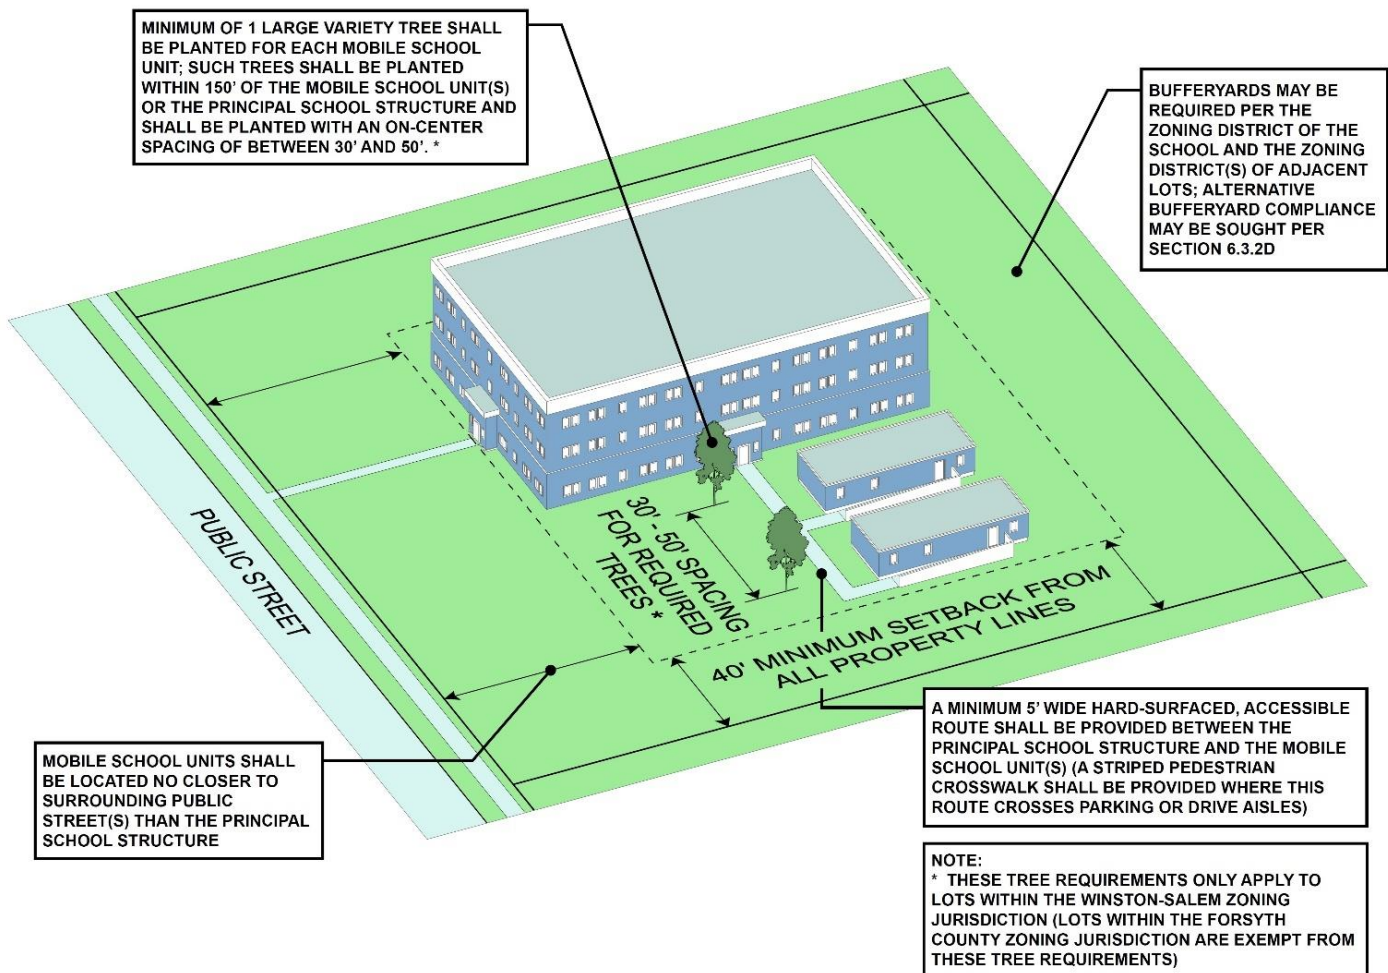 MINIMUM OF 1 LARGE VARIETY TREE SHALL
BE PLANTED FOR EACH MOBILE SCHOOL
UNIT; SUCH TREES SHALL BE PLANTED
WITHIN 150' OF THE MOBILE SCHOOL UNIT(S)
OR THE PRINCIPAL SCHOOL STRUCTURE AND
SHALL BE PLANTED WITH AN ON-CENTER
SPACING OF BETWEEN 30' AND 50'. *
BUFFERYARDS MAY BE
REQUIRED PER THE
ZONING DISTRICT OF THE
SCHOOL AND THE ZONING
DISTRICT(S) OF ADJACENT
LOTS; ALTERNATIVE
BUFFERYARD COMPLIANCE
MAY BE SOUGHT PER
SECTION 6.3.2D
PUBLIC STREET
30' - 50' SPACING
FOR REQUIRED
TREES *
40' MINIMUM SETBACK FROM
ALL PROPERTY LINES
MOBILE SCHOOL UNITS SHALL
BE LOCATED NO CLOSER TO
SURROUNDING PUBLIC
STREET(S) THAN THE PRINCIPAL
SCHOOL STRUCTURE
A MINIMUM 5' WIDE HARD-SURFACED, ACCESSIBLE
ROUTE SHALL BE PROVIDED BETWEEN THE
PRINCIPAL SCHOOL STRUCTURE AND THE MOBILE
SCHOOL UNIT(S) (A STRIPED PEDESTRIAN
CROSSWALK SHALL BE PROVIDED WHERE THIS
ROUTE CROSSES PARKING OR DRIVE AISLES)
NOTE:
* THESE TREE REQUIREMENTS ONLY APPLY TO
LOTS WITHIN THE WINSTON-SALEM ZONING
JURISDICTION (LOTS WITHIN THE FORSYTH
COUNTY ZONING JURISDICTION ARE EXEMPT FROM
THESE TREE REQUIREMENTS)